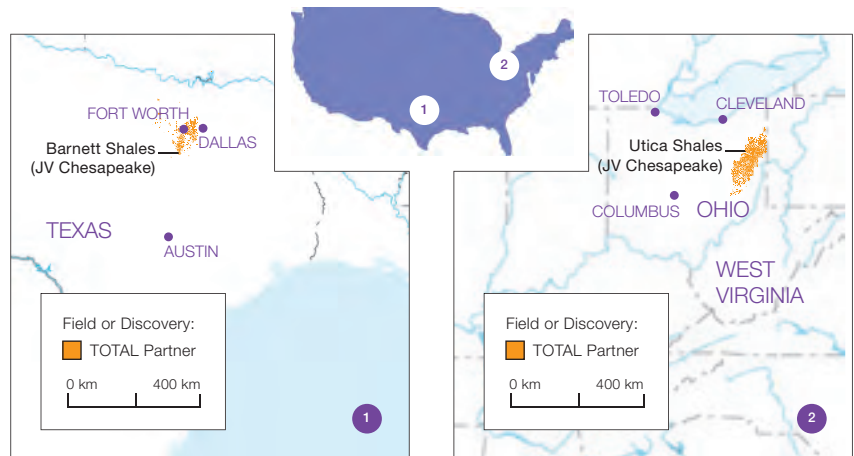 FORT WORTH
DALLAS
Barnett Shales
(JV Chesapeake)
TEXAS
AUSTIN
Field or Discovery:
TOTAL Partner
0 km 400 km
1
1
2
TOLEDO
CLEVELAND
Utica Shales
(JV Chesapeake)
COLUMBUS
OHIO
WEST
VIRGINIA
Field or Discovery:
TOTAL Partner
0 km 400 km
2